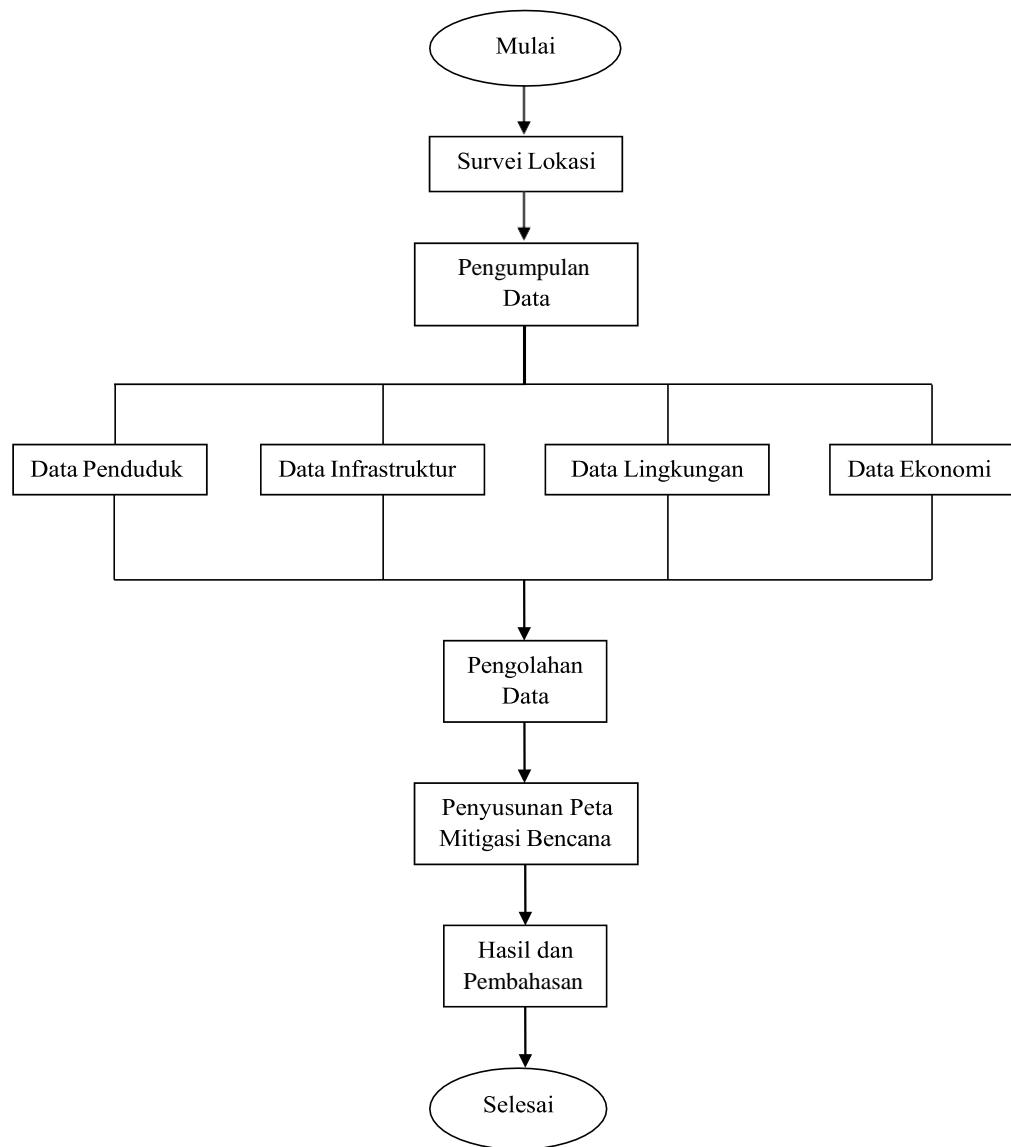 Mulai
Survei Lokasi
Pengumpulan
Data
Data Penduduk
Data Infrastruktur
Data Lingkungan
Data Ekonomi
Pengolahan
Data
Penyusunan Peta
Mitigasi Bencana
Hasil dan
Pembahasan
Selesai